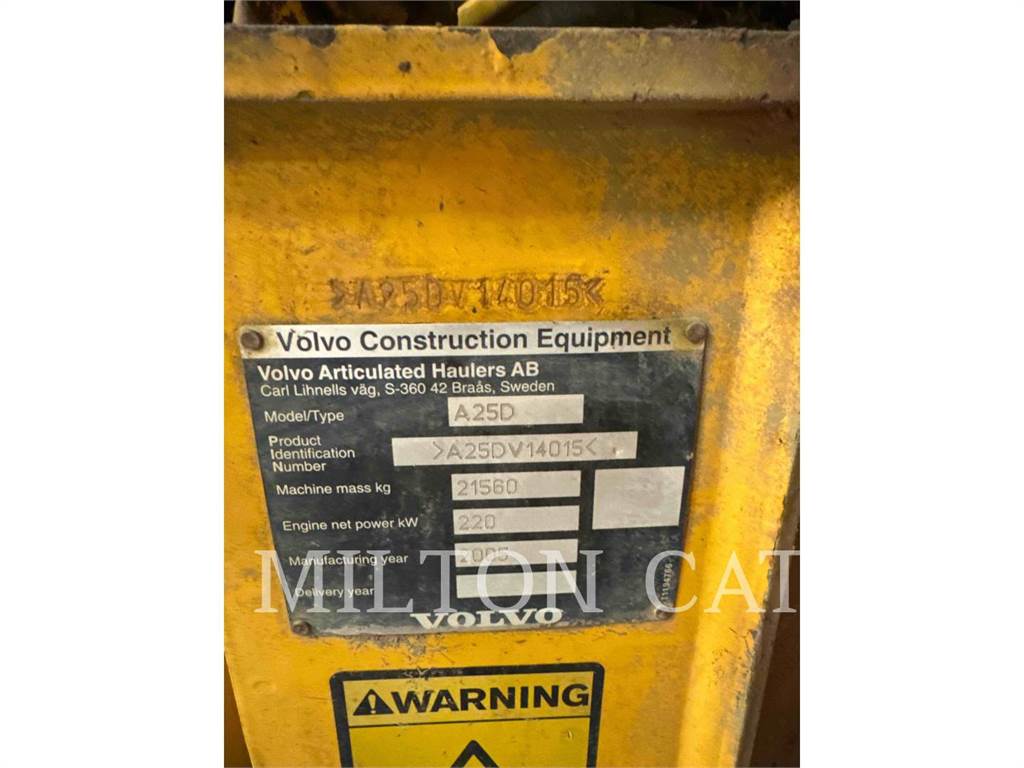 >A25DV14015<
Volvo Construction Equipment
Volvo Articulated Haulers AB
Carl Lihnells väg, S-360 42 Braås, Sweden
Model/Type A25D
Product
Identification
Number >A25DV14015<
Machine mass kg 21560
Engine net power kW 220
Manufacturing year 2005
Delivery year
VOLVO
11194766
MILTON CAT
WARNING